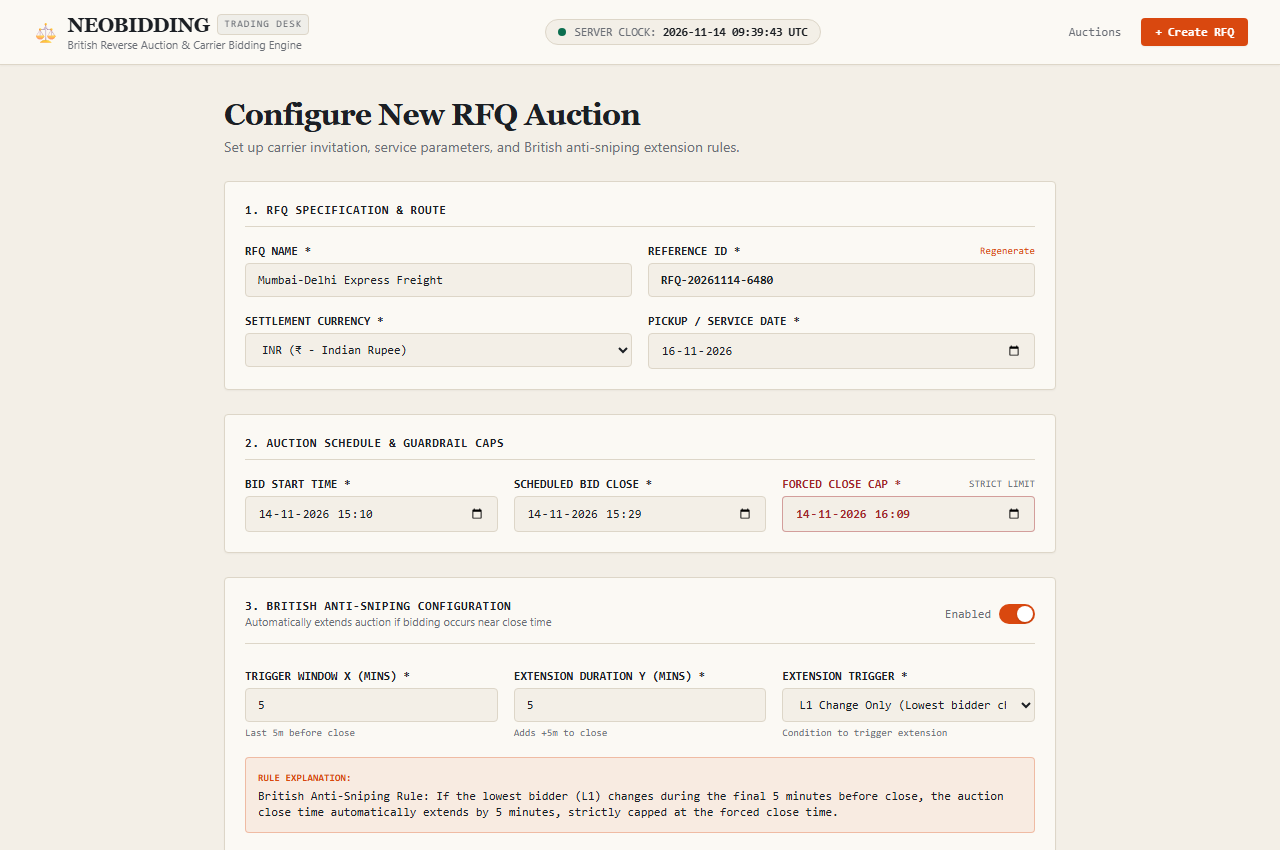 NEOBIDDING TRADING DESK
British Reverse Auction & Carrier Bidding Engine
SERVER CLOCK: 2026-11-14 09:39:43 UTC
Auctions
+ Create RFQ
Configure New RFQ Auction
Set up carrier invitation, service parameters, and British anti-sniping extension rules.
1. RFQ SPECIFICATION & ROUTE
RFQ NAME *
REFERENCE ID * Regenerate
Mumbai-Delhi Express Freight
RFQ-20261114-6480
SETTLEMENT CURRENCY *
PICKUP / SERVICE DATE *
INR (₹ - Indian Rupee)
16-11-2026
2. AUCTION SCHEDULE & GUARDRAIL CAPS
BID START TIME *
SCHEDULED BID CLOSE *
FORCED CLOSE CAP * STRICT LIMIT
14-11-2026 15:10
14-11-2026 15:29
14-11-2026 16:09
3. BRITISH ANTI-SNIPING CONFIGURATION
Automatically extends auction if bidding occurs near close time
Enabled
TRIGGER WINDOW X (MINS) *
EXTENSION DURATION Y (MINS) *
EXTENSION TRIGGER *
5
5
L1 Change Only (Lowest bidder
Last 5m before close
Adds +5m to close
Condition to trigger extension
RULE EXPLANATION:
British Anti-Sniping Rule: If the lowest bidder (L1) changes during the final 5 minutes before close, the auction
close time automatically extends by 5 minutes, strictly capped at the forced close time.